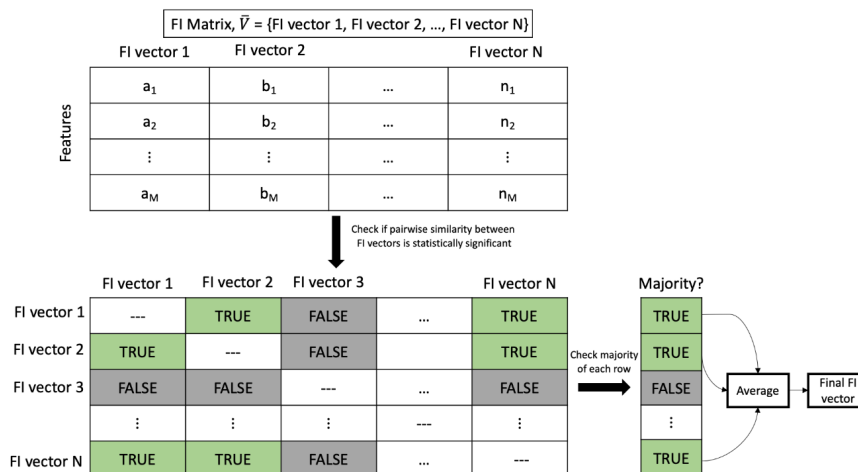 FI Matrix, V̅ = {FI vector 1, FI vector 2, ..., FI vector N}
FI vector 1 FI vector 2 FI vector N
Features
a₁ b₁ ... n₁
a₂ b₂ ... n₂
⋮ ⋮ ... ⋮
a_M b_M ... n_M
Check if pairwise similarity between
FI vectors is statistically significant
FI vector 1 FI vector 2 FI vector 3 FI vector N Majority?
FI vector 1 --- TRUE FALSE ... TRUE TRUE
FI vector 2 TRUE --- FALSE TRUE TRUE
Check majority
of each row
FI vector 3 FALSE FALSE --- ... FALSE FALSE
⋮ ⋮ ⋮ --- ⋮ ⋮
FI vector N TRUE TRUE FALSE ... --- TRUE
Average
Final FI
vector